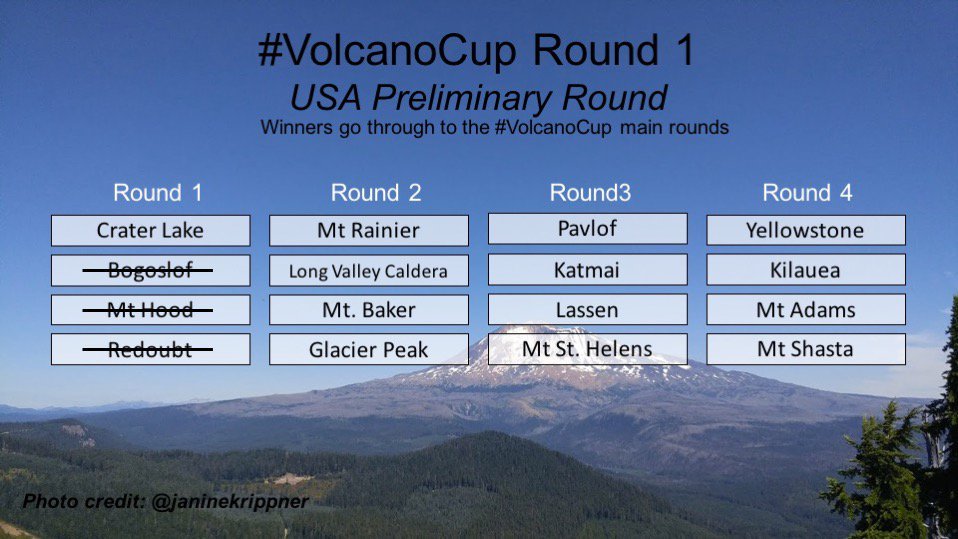 #VolcanoCup Round 1
USA Preliminary Round
Winners go through to the #VolcanoCup main rounds
Round 1
Crater Lake
Bogoslof
Mt Hood
Redoubt
Round 2
Mt Rainier
Long Valley Caldera
Mt. Baker
Glacier Peak
Round3
Pavlof
Katmai
Lassen
Mt St. Helens
Round 4
Yellowstone
Kilauea
Mt Adams
Mt Shasta
Photo credit: @janinekrippner